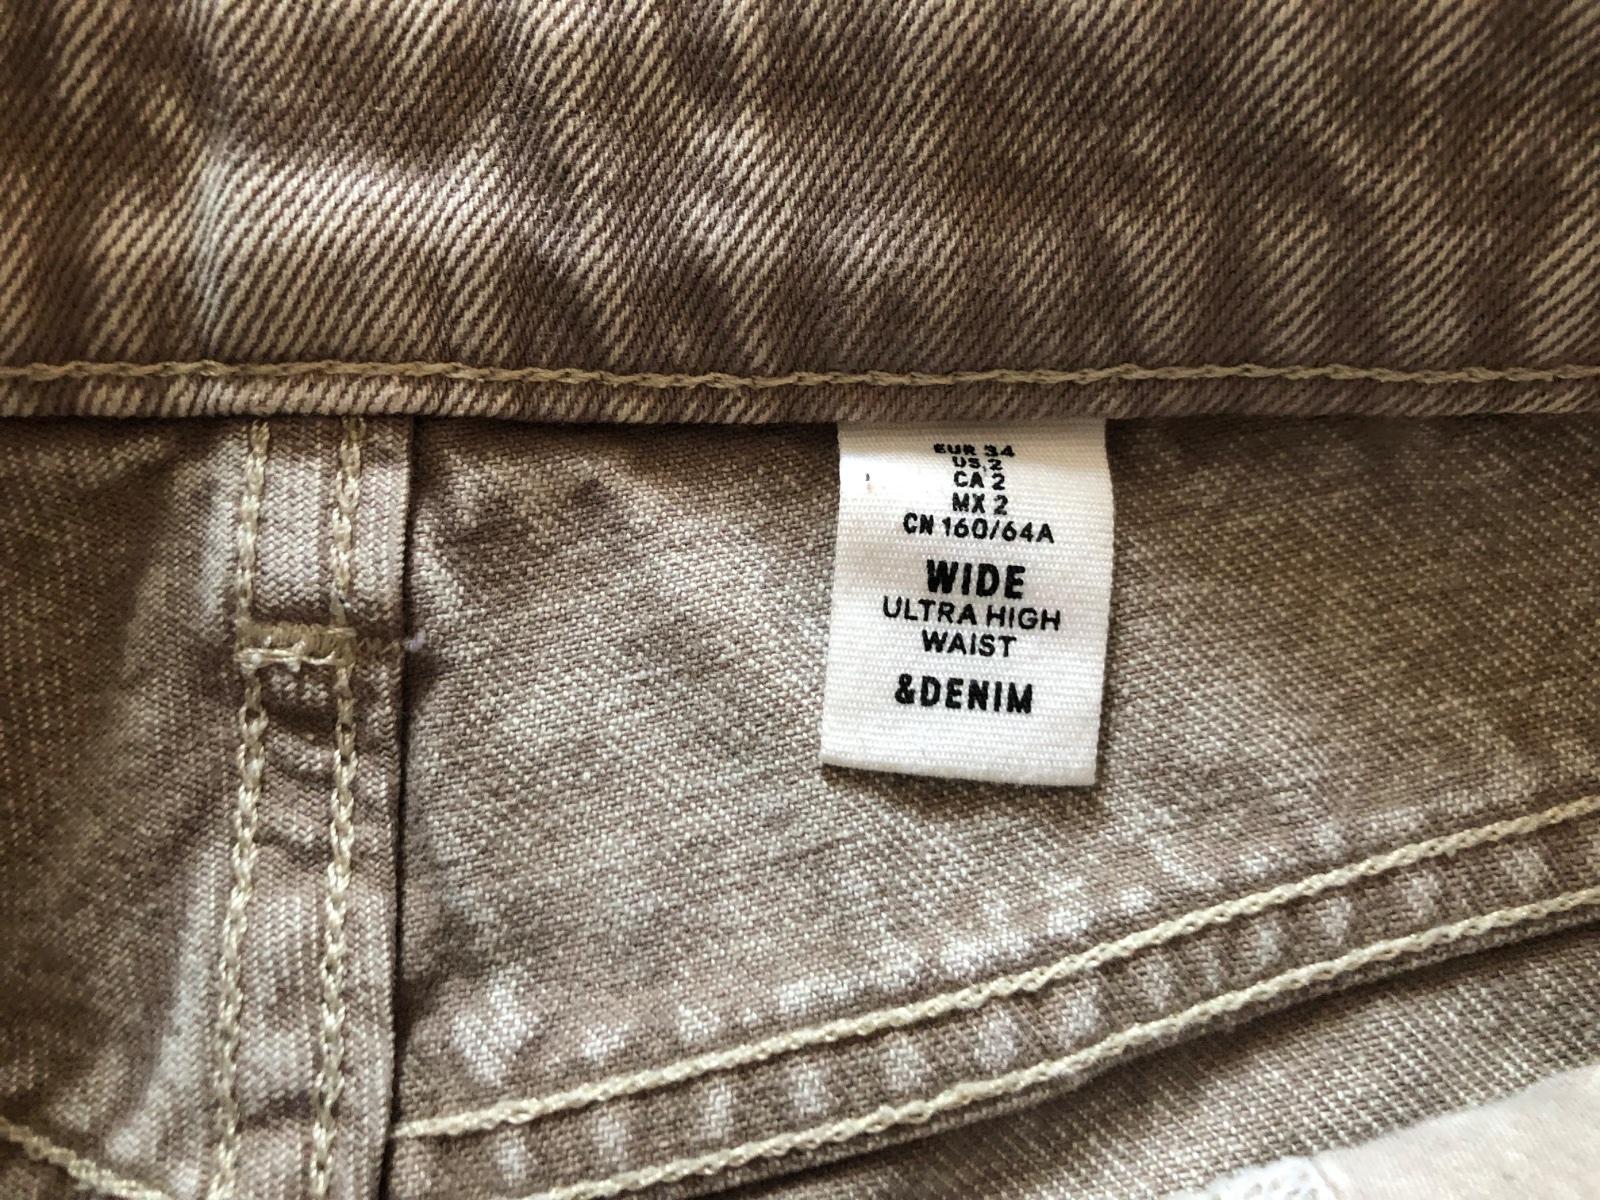 EUR 34
US 2
CA 2
MX 2
CN 160/64A
WIDE
ULTRA HIGH
WAIST
&DENIM